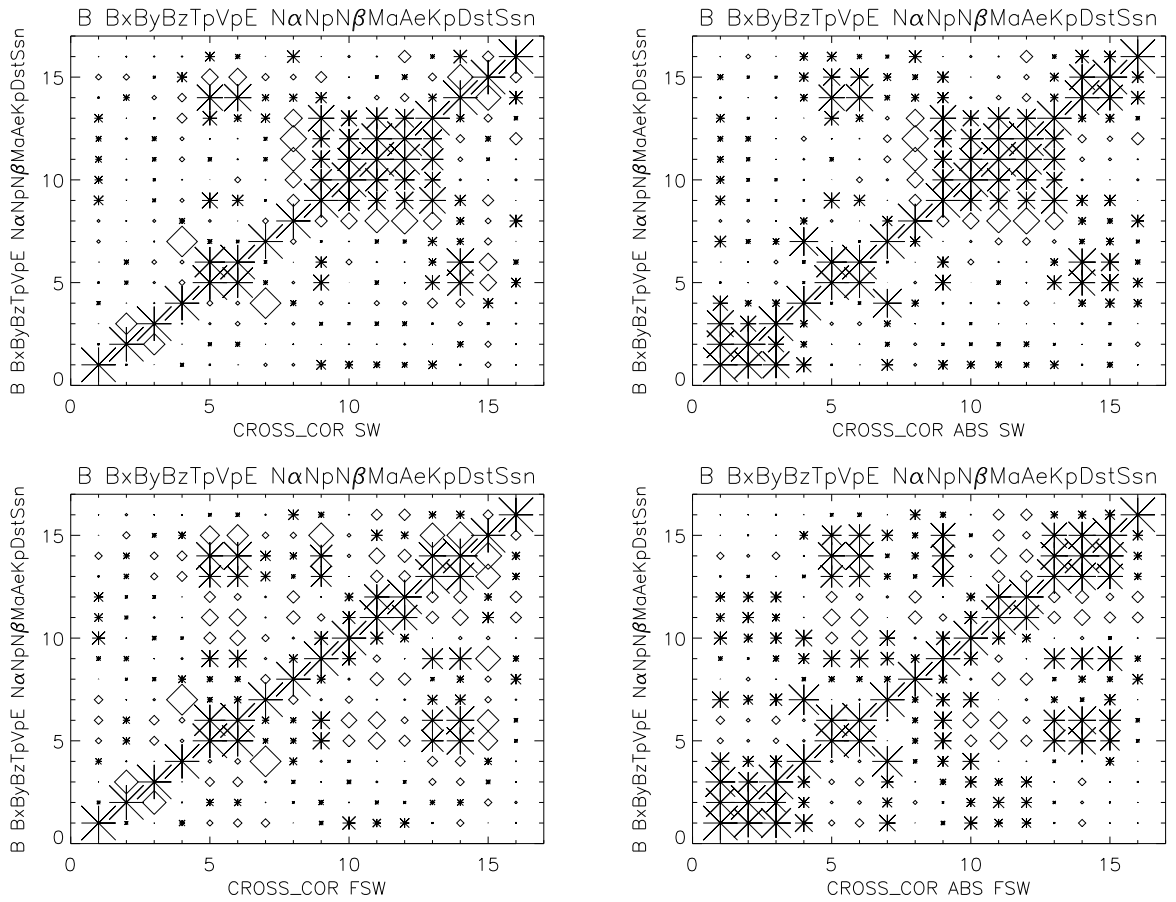 B BxByBzTpVpE NαNpNβMaAeKpDstSsn
B BxByBzTpVpE NαNpNβMaAeKpDstSsn
15
10
5
0
0 5 10 15
CROSS_COR SW
B BxByBzTpVpE NαNpNβMaAeKpDstSsn
B BxByBzTpVpE NαNpNβMaAeKpDstSsn
15
10
5
0
0 5 10 15
CROSS_COR ABS SW
B BxByBzTpVpE NαNpNβMaAeKpDstSsn
B BxByBzTpVpE NαNpNβMaAeKpDstSsn
15
10
5
0
0 5 10 15
CROSS_COR FSW
B BxByBzTpVpE NαNpNβMaAeKpDstSsn
B BxByBzTpVpE NαNpNβMaAeKpDstSsn
15
10
5
0
0 5 10 15
CROSS_COR ABS FSW